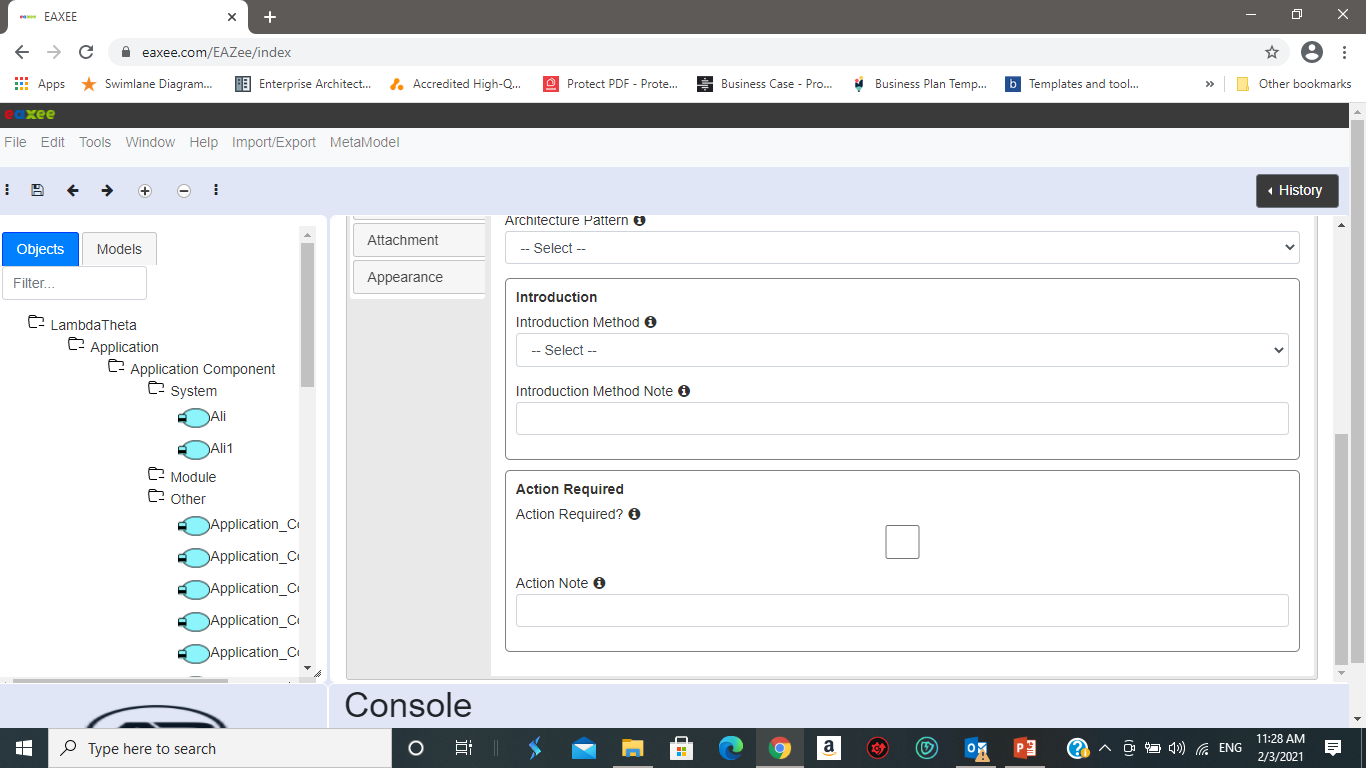 EAXEE
eaxee.com/EAZee/index
Apps Swimlane Diagram... Enterprise Architect... Accredited High-Q... Protect PDF - Prote... Business Case - Pro... Business Plan Temp... Templates and tool... » Other bookmarks
eaxee
File Edit Tools Window Help Import/Export MetaModel
History
Objects Models
Filter...
LambdaTheta
Application
Application Component
System
Ali
Ali1
Module
Other
Application_Co
Application_Co
Application_Co
Application_Co
Application_Co
Attachment
Appearance
Architecture Pattern
-- Select --
Introduction
Introduction Method
-- Select --
Introduction Method Note
Action Required
Action Required?
Action Note
Console
Type here to search
ENG
11:28 AM
2/3/2021